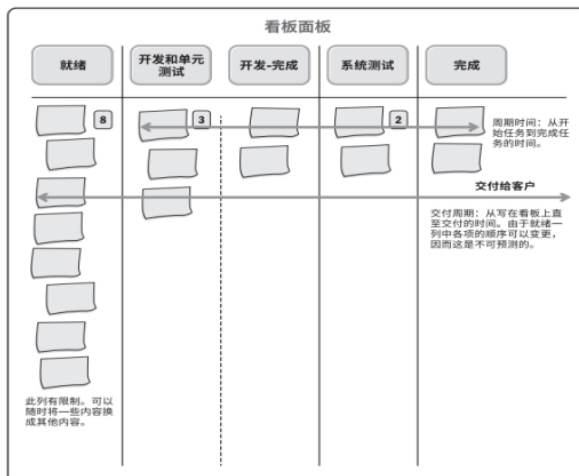 看板面板
就绪
开发和单元
测试
开发-完成
系统测试
完成
8
3
2
周期时间：从开
始任务到完成任
务的时间。
交付给客户
交付周期：从写在看板上直
至交付的时间。由于就绪一
列中各项的顺序可以变更，
因而这是不可预测的。
此列有限制。可以
随时将一些内容换
成其他内容。